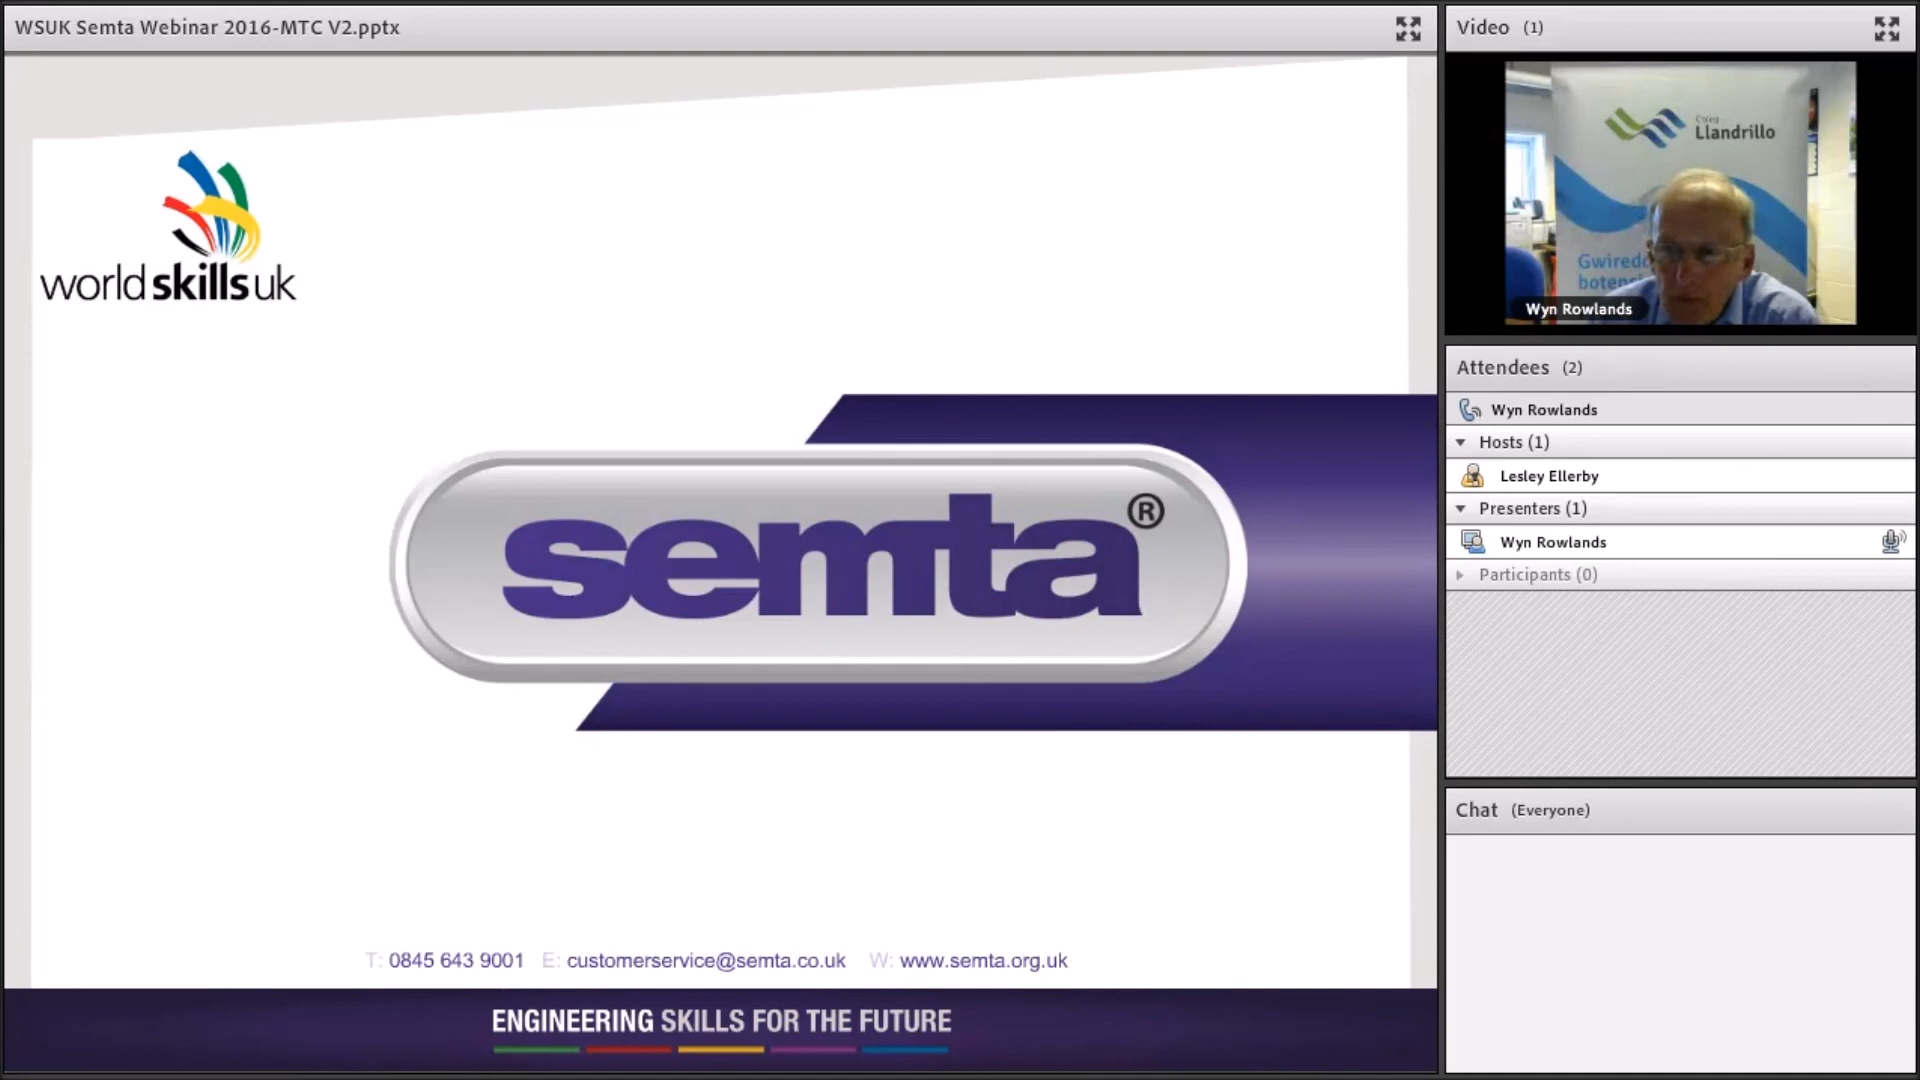 WSUK Semta Webinar 2016-MTC V2.pptx
worldskillsuk
semta®
T: 0845 643 9001 E: customerservice@semta.co.uk W: www.semta.org.uk
ENGINEERING SKILLS FOR THE FUTURE
Video (1)
Coleg
Llandrillo
Wyn Rowlands
Attendees (2)
Wyn Rowlands
Hosts (1)
Lesley Ellerby
Presenters (1)
Wyn Rowlands
Participants (0)
Chat (Everyone)